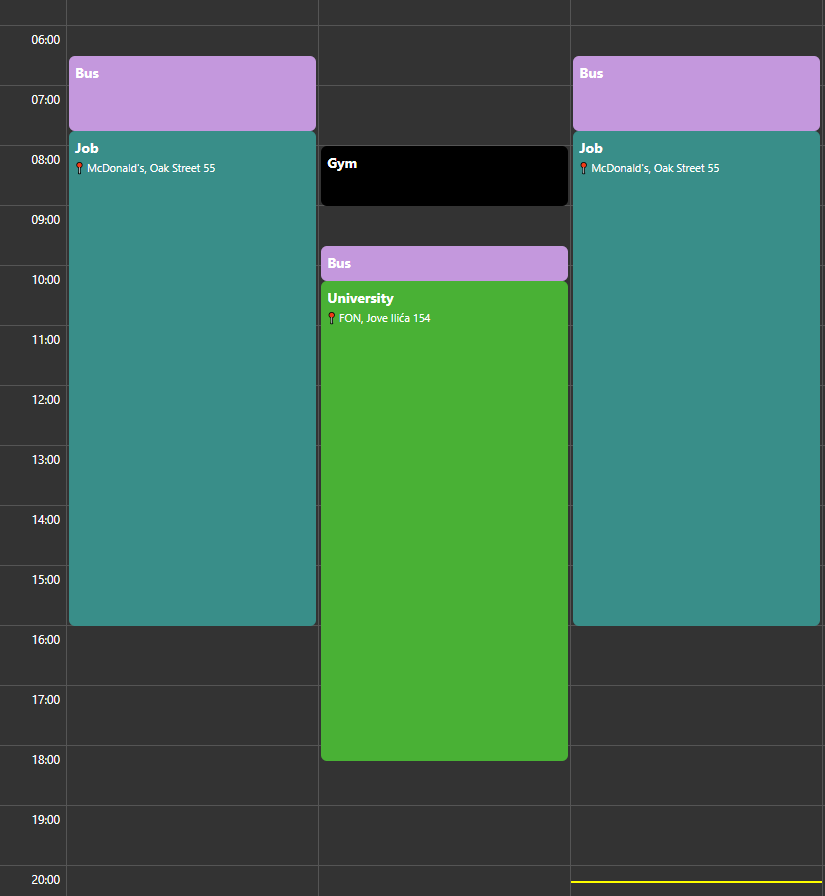 06:00
07:00
08:00
09:00
10:00
11:00
12:00
13:00
14:00
15:00
16:00
17:00
18:00
19:00
20:00
Bus
Job
McDonald's, Oak Street 55
Gym
Bus
University
FON, Jove Ilića 154
Bus
Job
McDonald's, Oak Street 55